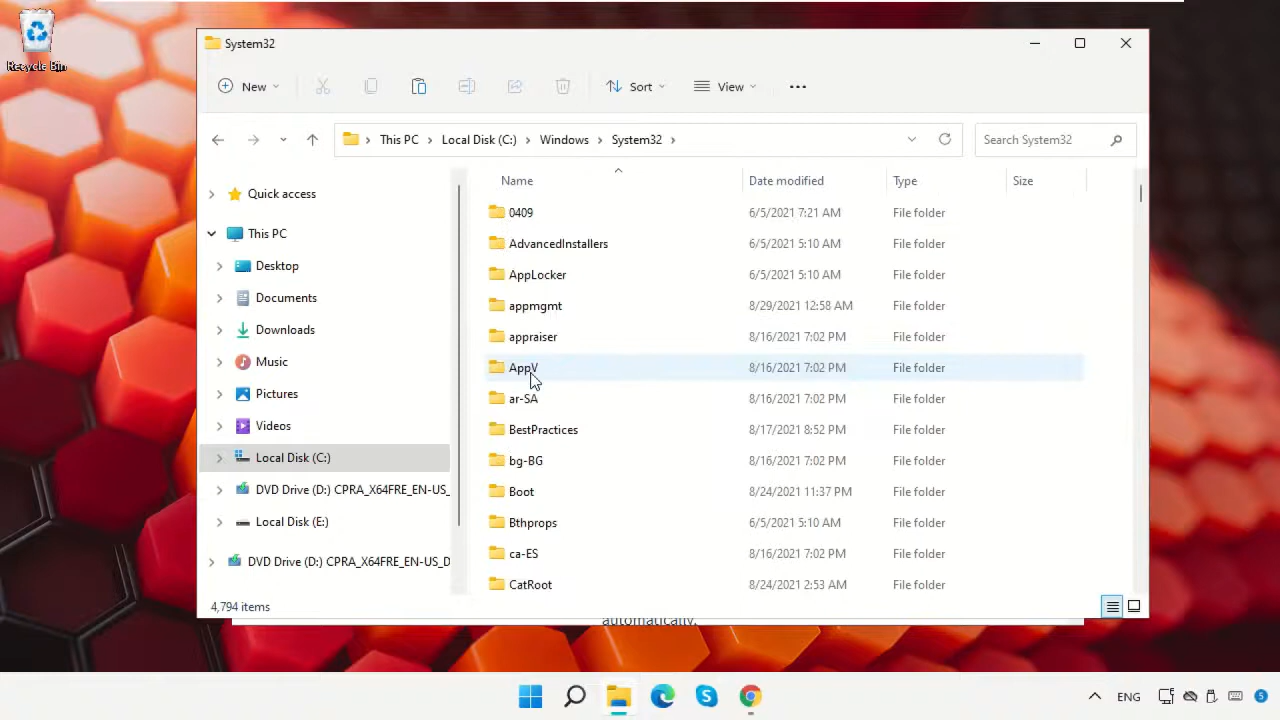 Recycle Bin
System32
New
Sort
View
This PC
Local Disk (C:)
Windows
System32
Search System32
Name Date modified Type Size
Quick access
This PC
Desktop
Documents
Downloads
Music
Pictures
Videos
Local Disk (C:)
DVD Drive (D:) CPRA_X64FRE_EN-US_
Local Disk (E:)
DVD Drive (D:) CPRA_X64FRE_EN-US_D
0409 6/5/2021 7:21 AM File folder
AdvancedInstallers 6/5/2021 5:10 AM File folder
AppLocker 6/5/2021 5:10 AM File folder
appmgmt 8/29/2021 12:58 AM File folder
appraiser 8/16/2021 7:02 PM File folder
AppV 8/16/2021 7:02 PM File folder
ar-SA 8/16/2021 7:02 PM File folder
BestPractices 8/17/2021 8:52 PM File folder
bg-BG 8/16/2021 7:02 PM File folder
Boot 8/24/2021 11:37 PM File folder
Bthprops 6/5/2021 5:10 AM File folder
ca-ES 8/16/2021 7:02 PM File folder
CatRoot 8/24/2021 2:53 AM File folder
4,794 items
automatically.
ENG
5